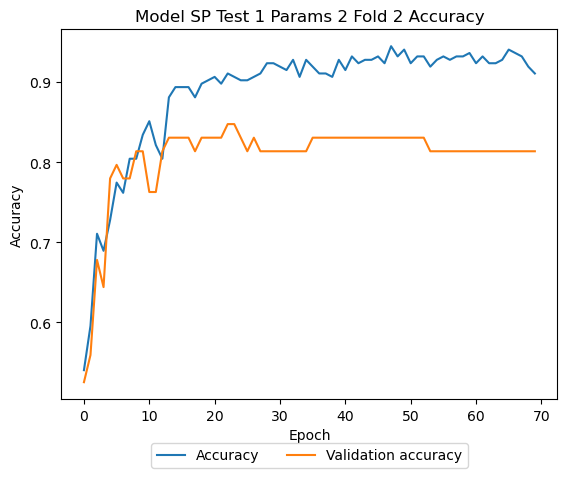 Model SP Test 1 Params 2 Fold 2 Accuracy
Accuracy
0.9
0.8
0.7
0.6
0 10 20 30 40 50 60 70
Epoch
Accuracy Validation accuracy